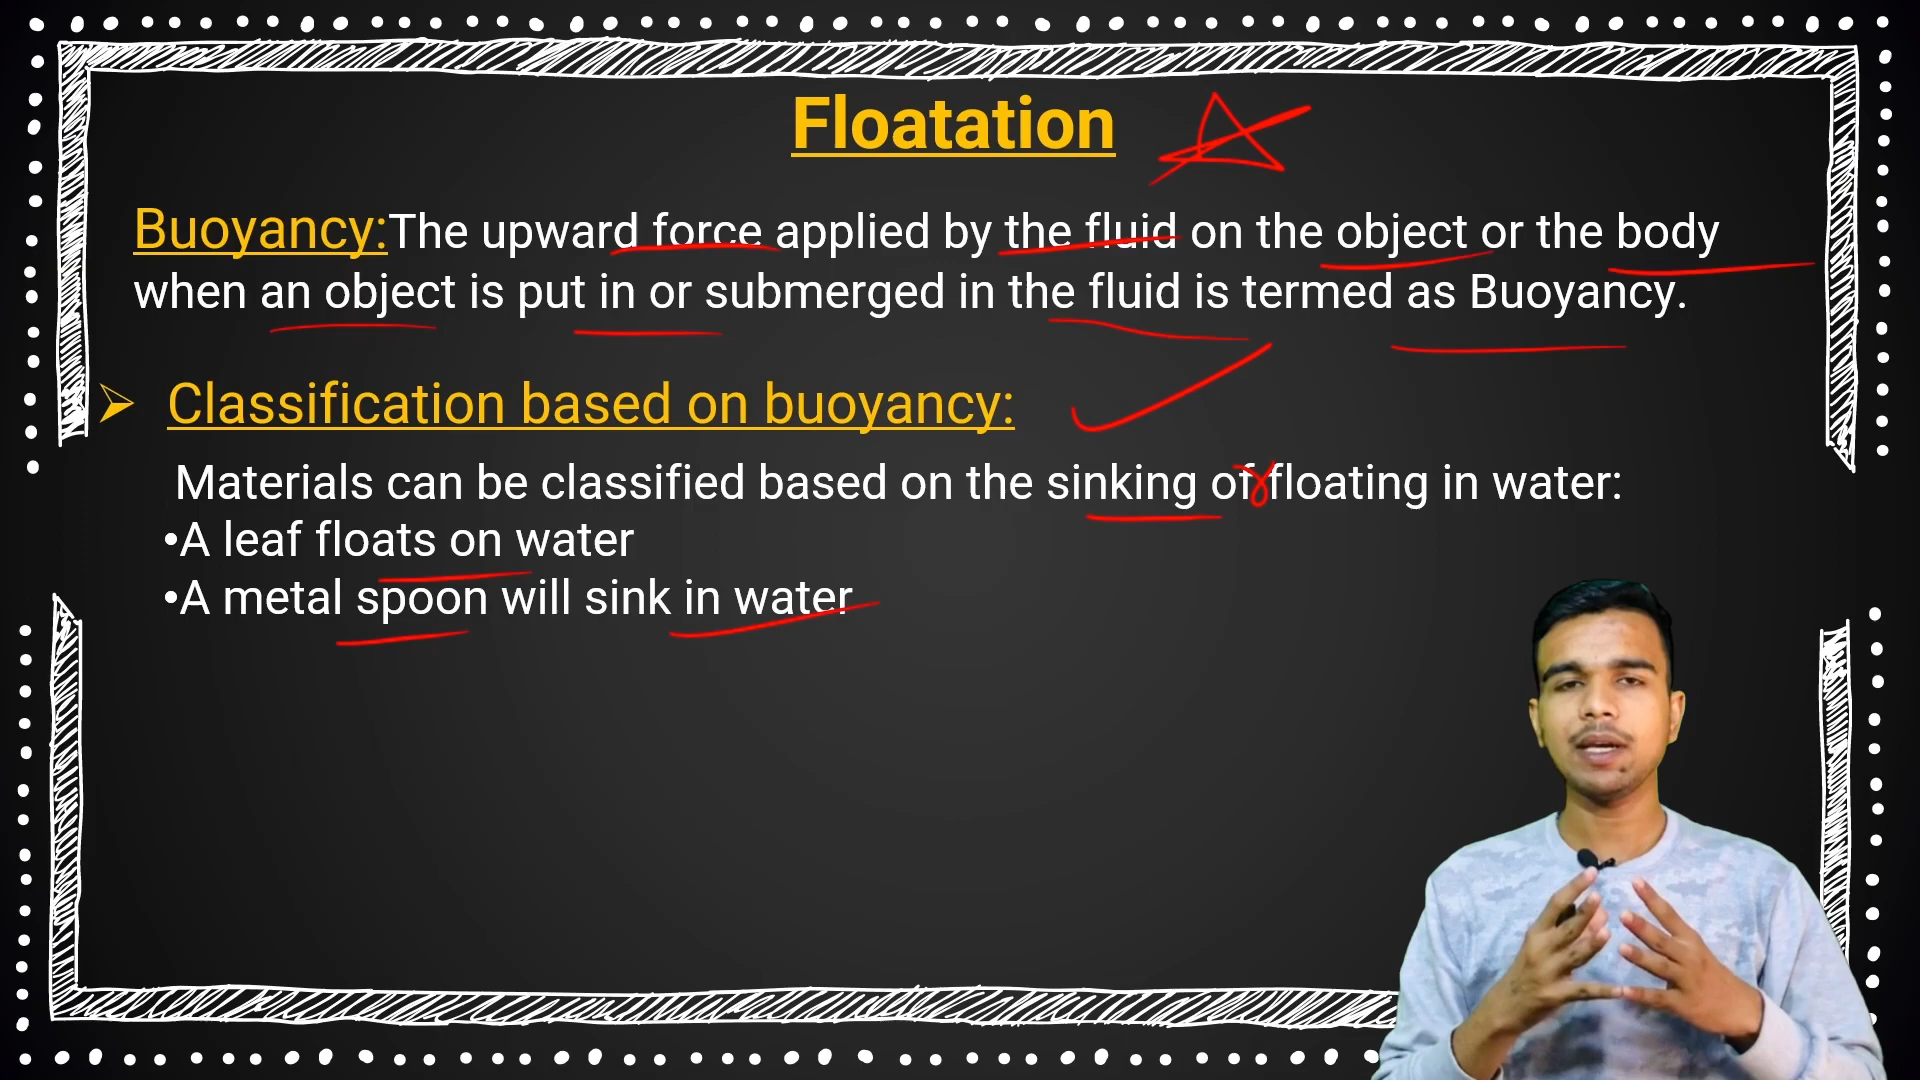 Floatation
Buoyancy:The upward force applied by the fluid on the object or the body
when an object is put in or submerged in the fluid is termed as Buoyancy.
➢ Classification based on buoyancy:
Materials can be classified based on the sinking of floating in water:
•A leaf floats on water
•A metal spoon will sink in water